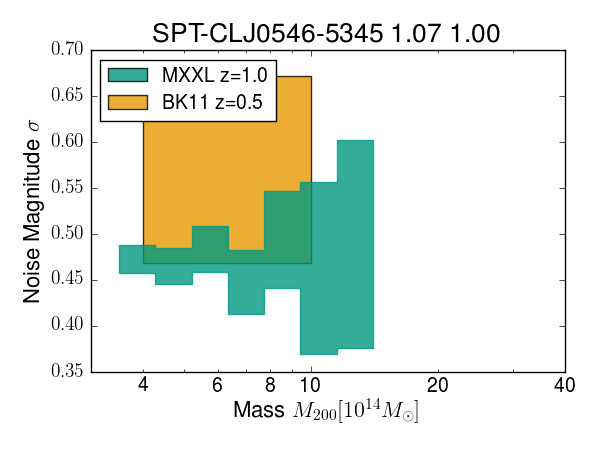 SPT-CLJ0546-5345 1.07 1.00
0.70
0.65
0.60
0.55
0.50
0.45
0.40
0.35
Noise Magnitude σ
MXXL z=1.0
BK11 z=0.5
4 6 8 10 20 40
Mass M₂₀₀[10¹⁴M☉]